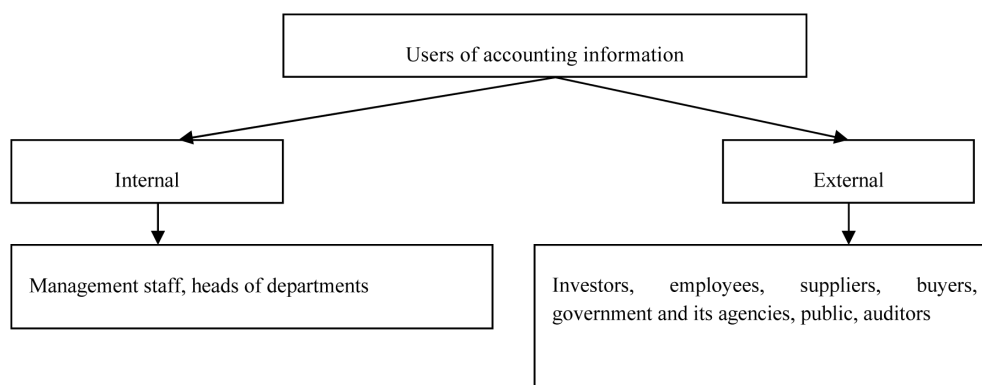 Users of accounting information
Internal
External
Management staff, heads of departments
Investors, employees, suppliers, buyers,
government and its agencies, public, auditors